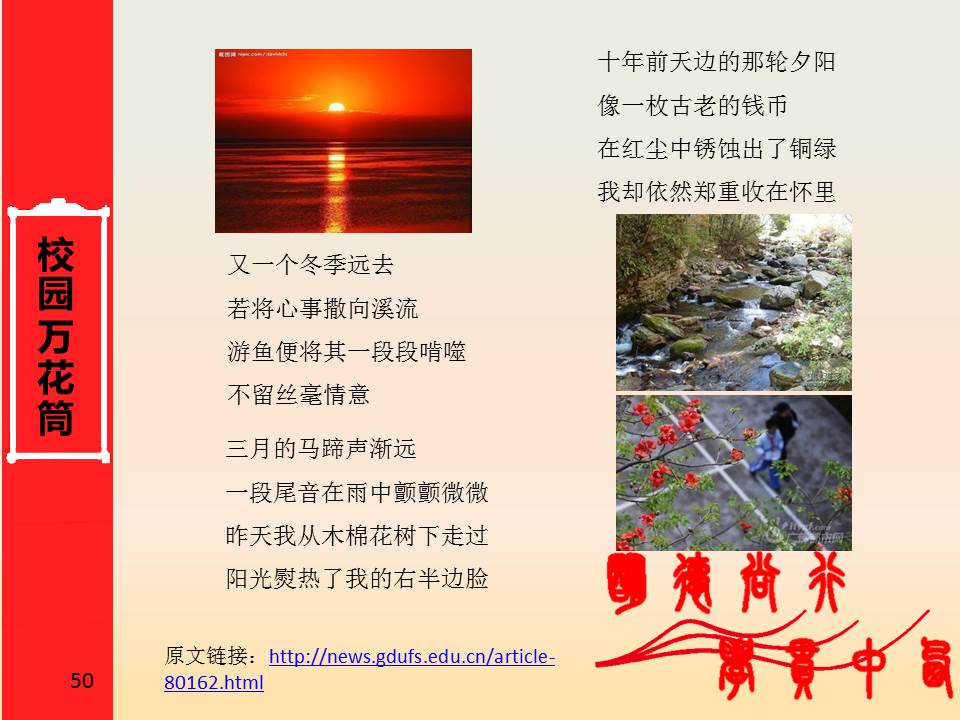 校园万花筒
十年前天边的那轮夕阳
像一枚古老的钱币
在红尘中锈蚀出了铜绿
我却依然郑重收在怀里
又一个冬季远去
若将心事撒向溪流
游鱼便将其一段段啃噬
不留丝毫情意
三月的马蹄声渐远
一段尾音在雨中颤颤微微
昨天我从木棉花树下走过
阳光熨热了我的右半边脸
明德尚行
學貫中西
原文链接：http://news.gdufs.edu.cn/article-
80162.html
50